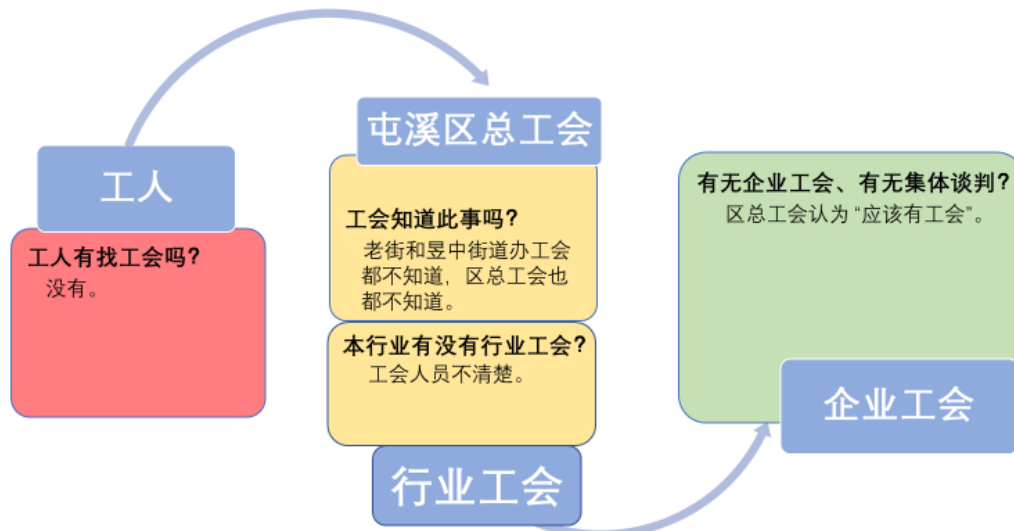 工人
工人有找工会吗？
没有。
屯溪区总工会
工会知道此事吗？
老街和昱中街道办工会
都不知道，区总工会也
都不知道。
本行业有没有行业工会？
工会人员不清楚。
行业工会
有无企业工会、有无集体谈判？
区总工会认为“应该有工会”。
企业工会